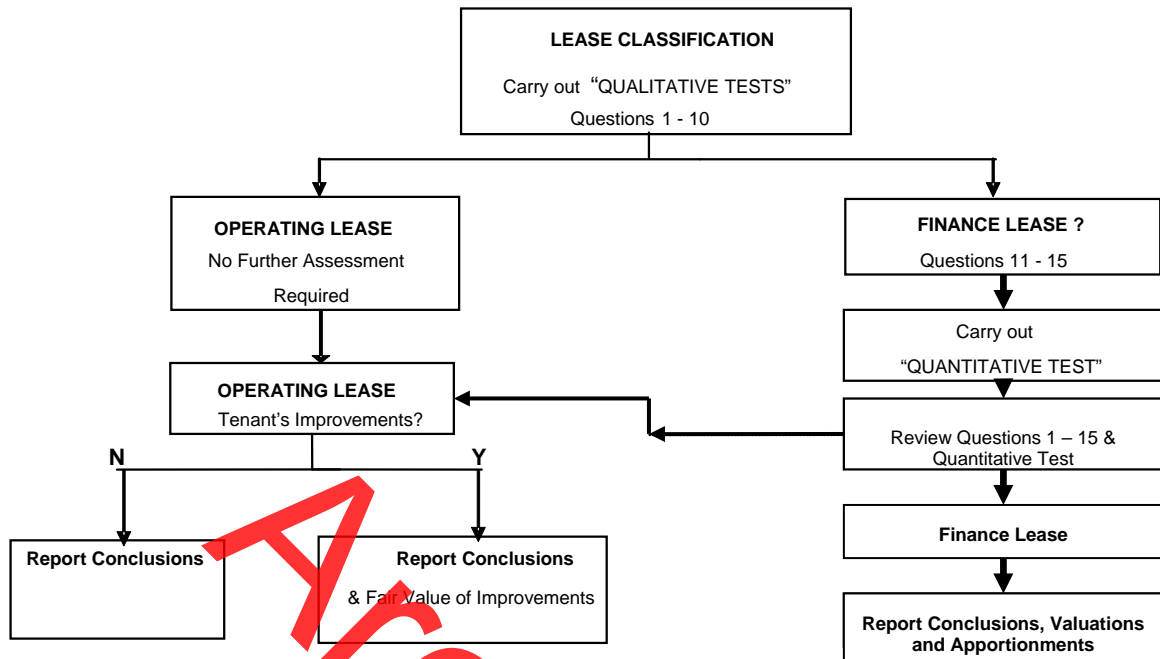 LEASE CLASSIFICATION
Carry out “QUALITATIVE TESTS”
Questions 1 - 10
OPERATING LEASE
No Further Assessment
Required
FINANCE LEASE ?
Questions 11 - 15
Carry out
“QUANTITATIVE TEST”
OPERATING LEASE
Tenant's Improvements?
Review Questions 1 – 15 &
Quantitative Test
N
Y
Finance Lease
Report Conclusions
Report Conclusions
& Fair Value of Improvements
Report Conclusions, Valuations
and Apportionments